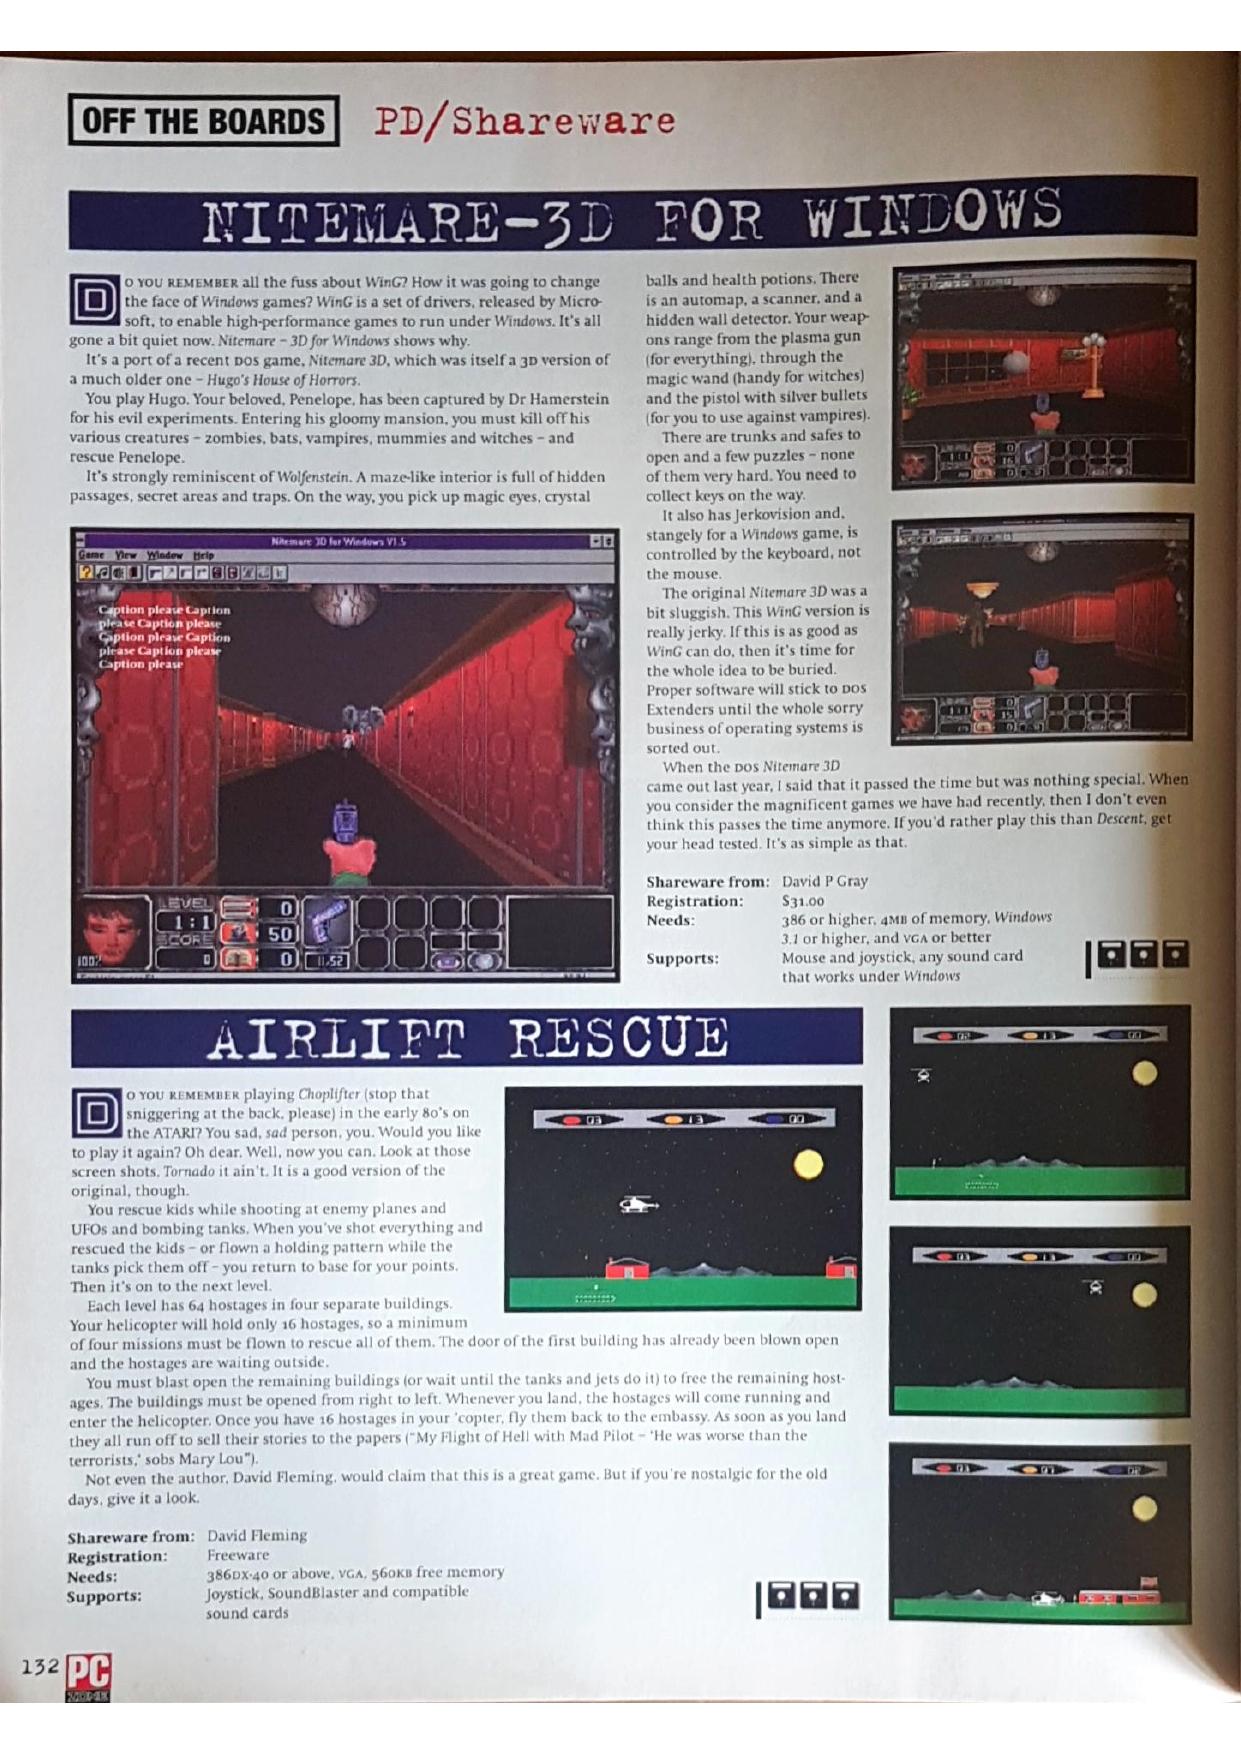 OFF THE BOARDS PD/Shareware
NITEMARE-3D FOR WINDOWS
DO YOU REMEMBER all the fuss about WinG? How it was going to change
the face of Windows games? WinG is a set of drivers, released by Micro-
soft, to enable high-performance games to run under Windows. It's all
gone a bit quiet now. Nitemare – 3D for Windows shows why.
It's a port of a recent DOS game, Nitemare 3D, which was itself a 3D version of
a much older one – Hugo's House of Horrors.
You play Hugo. Your beloved, Penelope, has been captured by Dr Hamerstein
for his evil experiments. Entering his gloomy mansion, you must kill off his
various creatures – zombies, bats, vampires, mummies and witches – and
rescue Penelope.
It's strongly reminiscent of Wolfenstein. A maze-like interior is full of hidden
passages, secret areas and traps. On the way, you pick up magic eyes, crystal
balls and health potions. There
is an automap, a scanner, and a
hidden wall detector. Your weap-
ons range from the plasma gun
(for everything), through the
magic wand (handy for witches)
and the pistol with silver bullets
(for you to use against vampires).
There are trunks and safes to
open and a few puzzles – none
of them very hard. You need to
collect keys on the way.
It also has Jerkovision and,
stangely for a Windows game, is
controlled by the keyboard, not
the mouse.
The original Nitemare 3D was a
bit sluggish. This WinG version is
really jerky. If this is as good as
WinG can do, then it's time for
the whole idea to be buried.
Proper software will stick to DOS
Extenders until the whole sorry
business of operating systems is
sorted out.
When the DOS Nitemare 3D
came out last year, I said that it passed the time but was nothing special. When
you consider the magnificent games we have had recently, then I don't even
think this passes the time anymore. If you'd rather play this than Descent, get
your head tested. It's as simple as that.
Shareware from: David P Gray
Registration: $31.00
Needs: 386 or higher, 4MB of memory, Windows
3.1 or higher, and VGA or better
Supports: Mouse and joystick, any sound card
that works under Windows
Nitemare 3D for Windows V1.5
Game View Window Help
Caption please Caption
please Caption please
Caption please Caption
please Caption please
Caption please
LEVEL
1:1
SCORE
0
0
50
0
100%
11.52
AIRLIFT RESCUE
DO YOU REMEMBER playing Choplifter (stop that
sniggering at the back, please) in the early 80's on
the ATARI? You sad, sad person, you. Would you like
to play it again? Oh dear. Well, now you can. Look at those
screen shots. Tornado it ain't. It is a good version of the
original, though.
You rescue kids while shooting at enemy planes and
UFOs and bombing tanks. When you've shot everything and
rescued the kids – or flown a holding pattern while the
tanks pick them off – you return to base for your points.
Then it's on to the next level.
Each level has 64 hostages in four separate buildings.
Your helicopter will hold only 16 hostages, so a minimum
of four missions must be flown to rescue all of them. The door of the first building has already been blown open
and the hostages are waiting outside.
You must blast open the remaining buildings (or wait until the tanks and jets do it) to free the remaining host-
ages. The buildings must be opened from right to left. Whenever you land, the hostages will come running and
enter the helicopter. Once you have 16 hostages in your 'copter, fly them back to the embassy. As soon as you land
they all run off to sell their stories to the papers ("My Flight of Hell with Mad Pilot – 'He was worse than the
terrorists,' sobs Mary Lou").
Not even the author, David Fleming, would claim that this is a great game. But if you're nostalgic for the old
days, give it a look.
Shareware from: David Fleming
Registration: Freeware
Needs: 386DX-40 or above, VGA, 560KB free memory
Supports: Joystick, SoundBlaster and compatible
sound cards
03 13 00
02 13 00
03 13 00
132 PC
ZONE